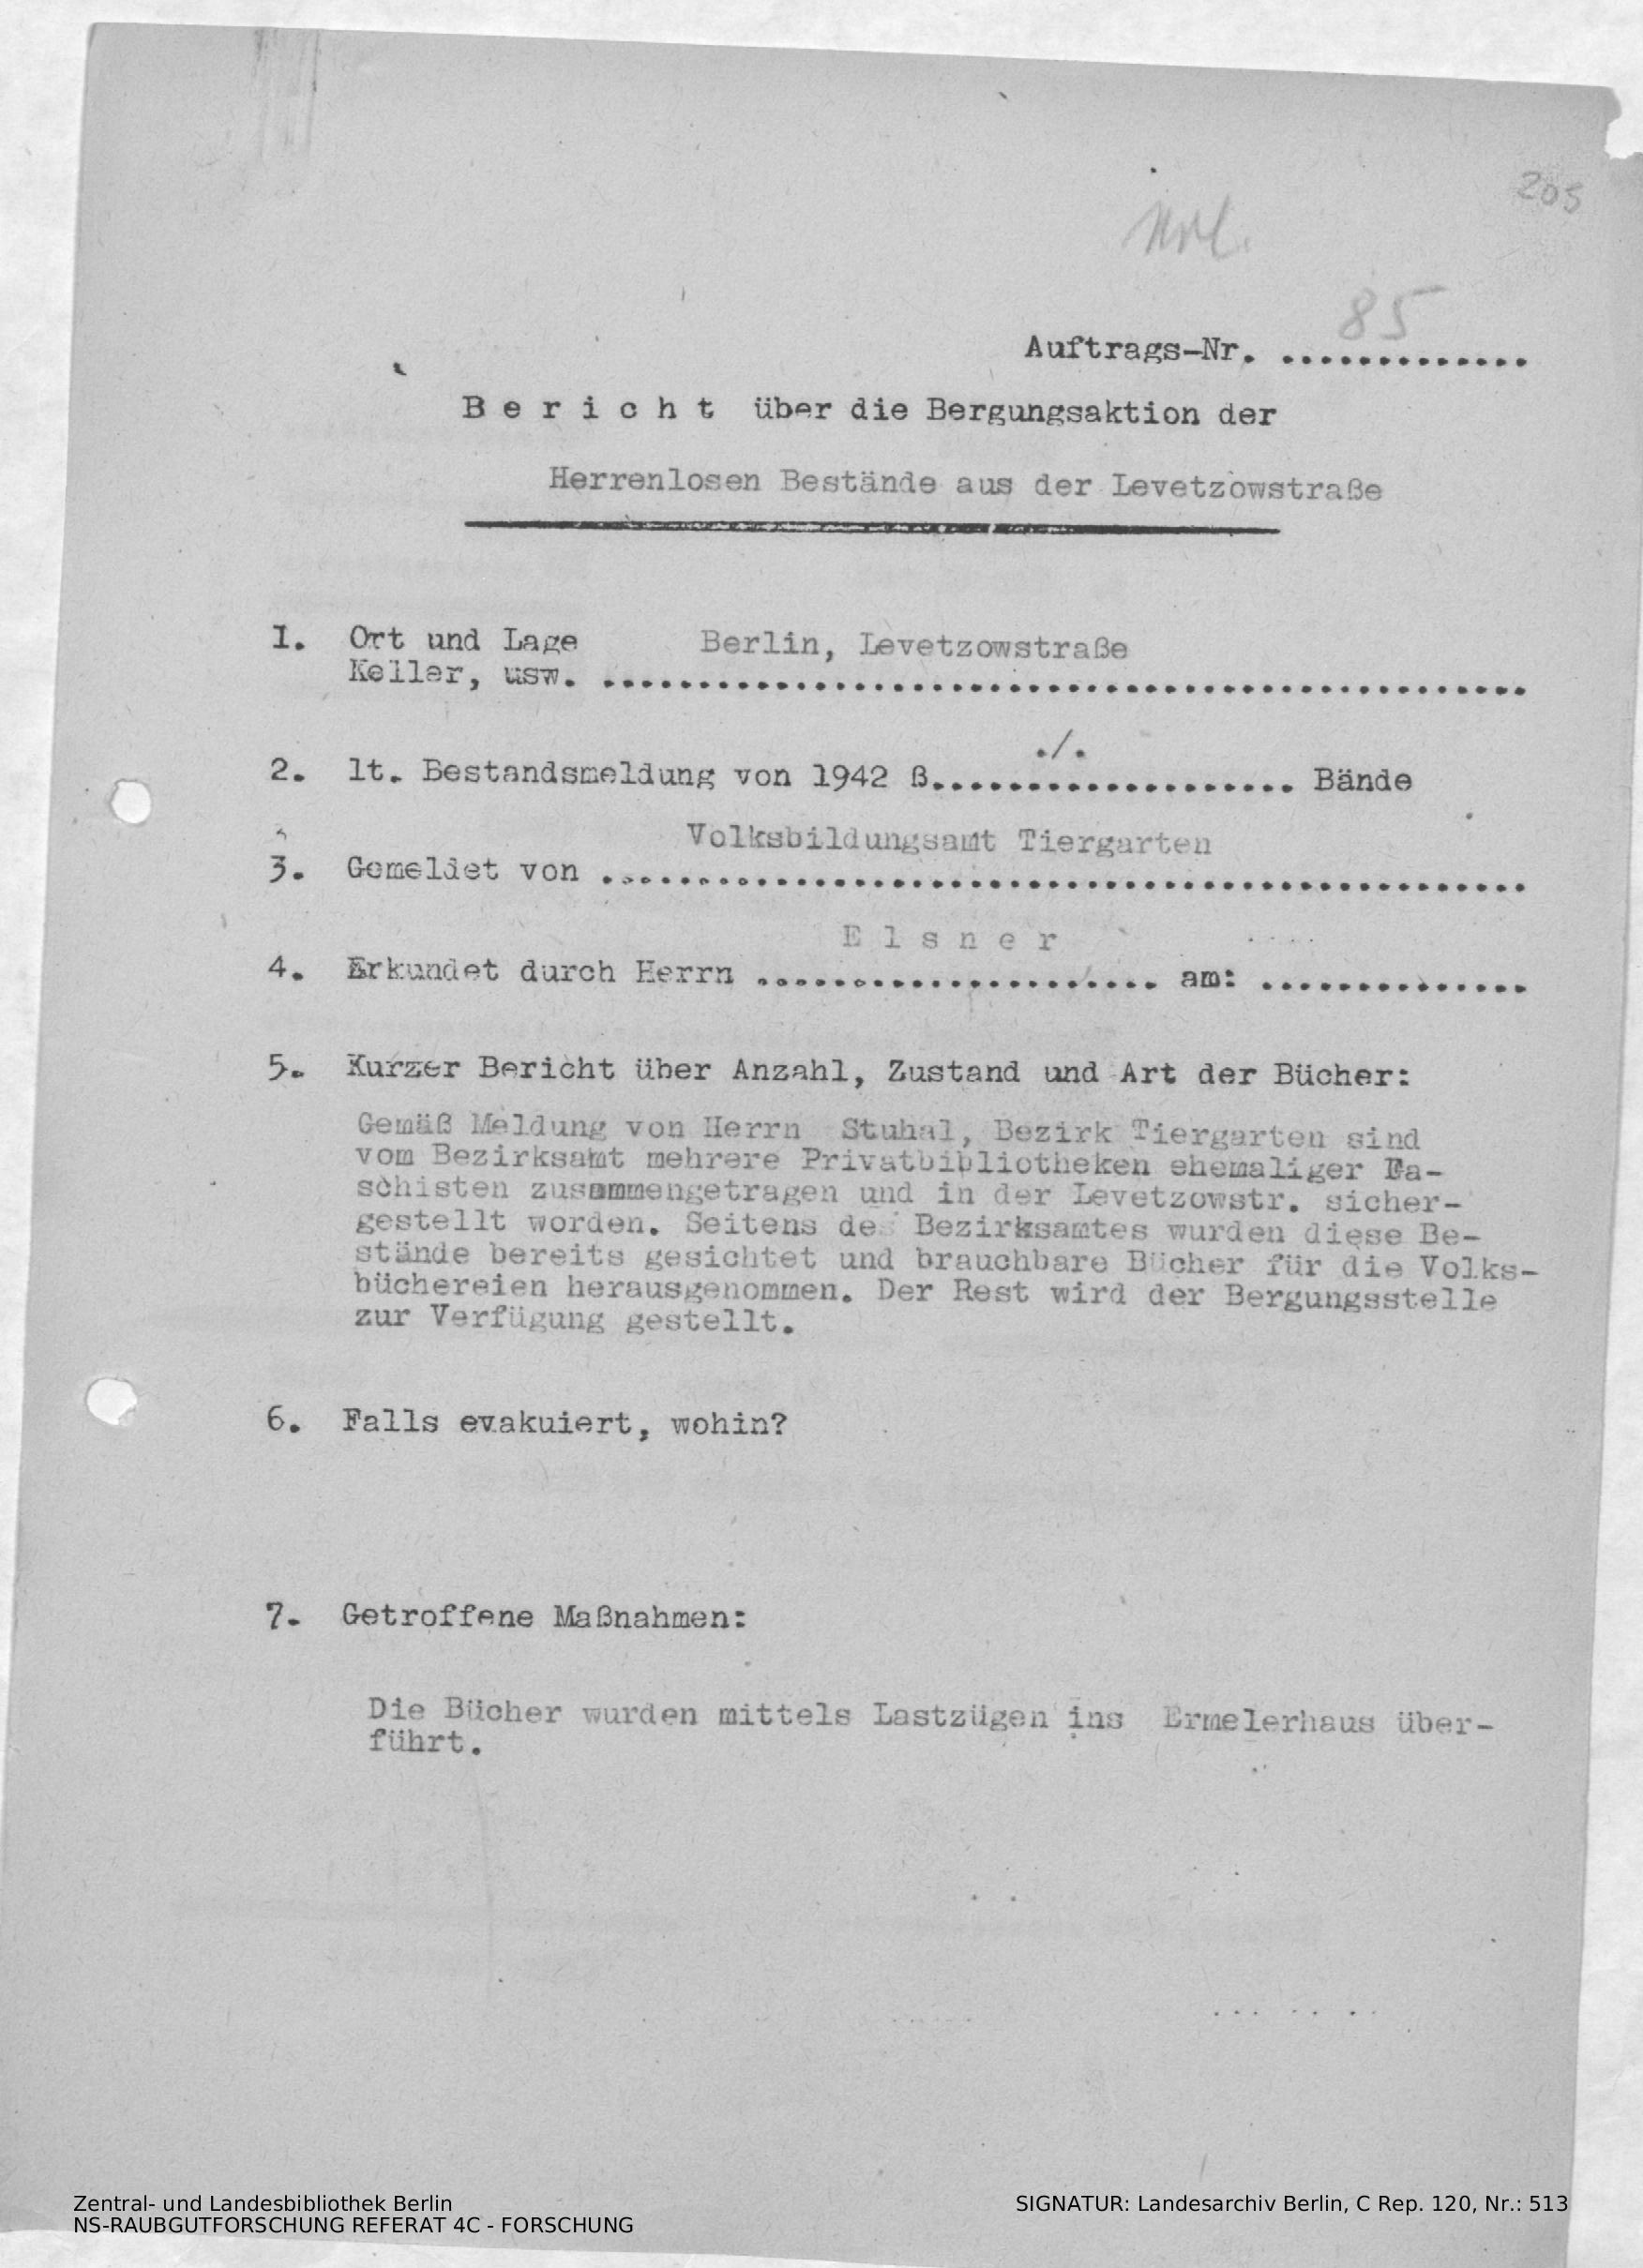 205
85
Auftrags-Nr. .............
B e r i c h t über die Bergungsaktion der
Herrenlosen Bestände aus der Levetzowstraße
1. Ort und Lage Berlin, Levetzowstraße
Keller, usw. ................................................
2. lt. Bestandsmeldung von 1942 ß................... Bände
./.
Volksbildungsamt Tiergarten
3. Gemeldet von ................................................
E l s n e r
4. Erkundet durch Herrn ..................... am: ..............
5. Kurzer Bericht über Anzahl, Zustand und Art der Bücher:
Gemäß Meldung von Herrn Stuhal, Bezirk Tiergarten sind
vom Bezirksamt mehrere Privatbibliotheken ehemaliger Fa-
schisten zusammengetragen und in der Levetzowstr. sicher-
gestellt worden. Seitens des Bezirksamtes wurden diese Be-
stände bereits gesichtet und brauchbare Bücher für die Volks-
büchereien herausgenommen. Der Rest wird der Bergungsstelle
zur Verfügung gestellt.
6. Falls evakuiert, wohin?
7. Getroffene Maßnahmen:
Die Bücher wurden mittels Lastzügen ins Ermelerhaus über-
führt.
Zentral- und Landesbibliothek Berlin
NS-RAUBGUTFORSCHUNG REFERAT 4C - FORSCHUNG
SIGNATUR: Landesarchiv Berlin, C Rep. 120, Nr.: 513